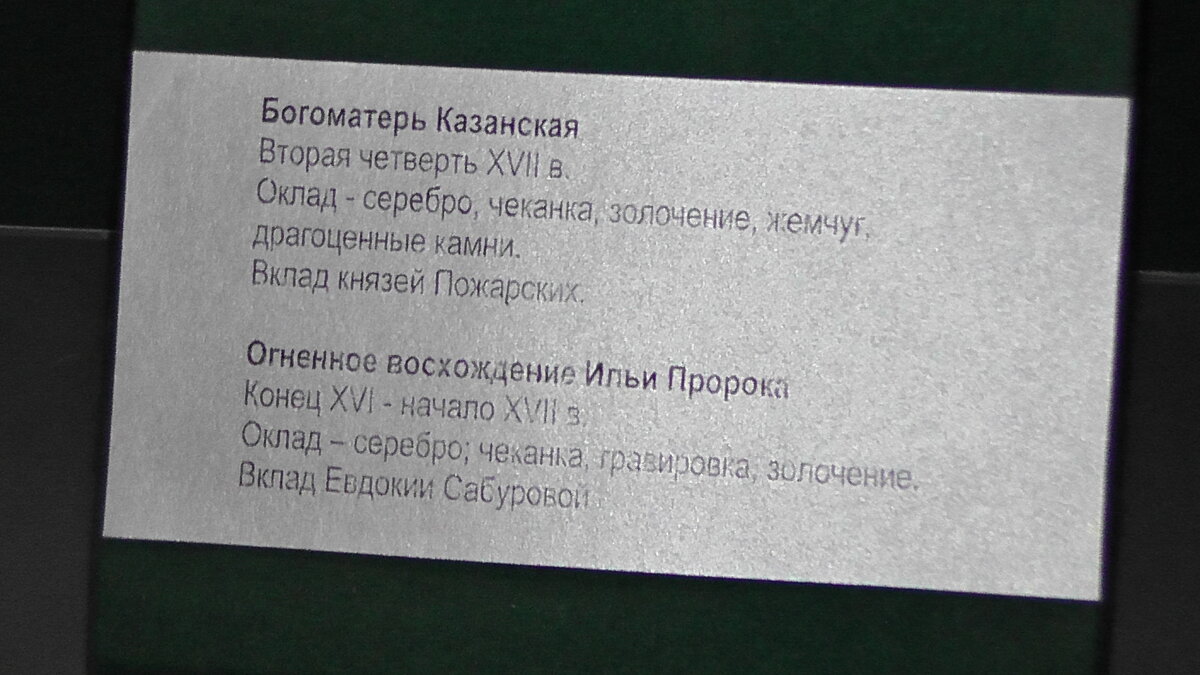 Богоматерь Казанская
Вторая четверть XVII в.
Оклад - серебро, чеканка, золочение, жемчуг,
драгоценные камни.
Вклад князей Пожарских.
Огненное восхождение Ильи Пророка
Конец XVI - начало XVII в.
Оклад – серебро; чеканка, гравировка, золочение.
Вклад Евдокии Сабуровой